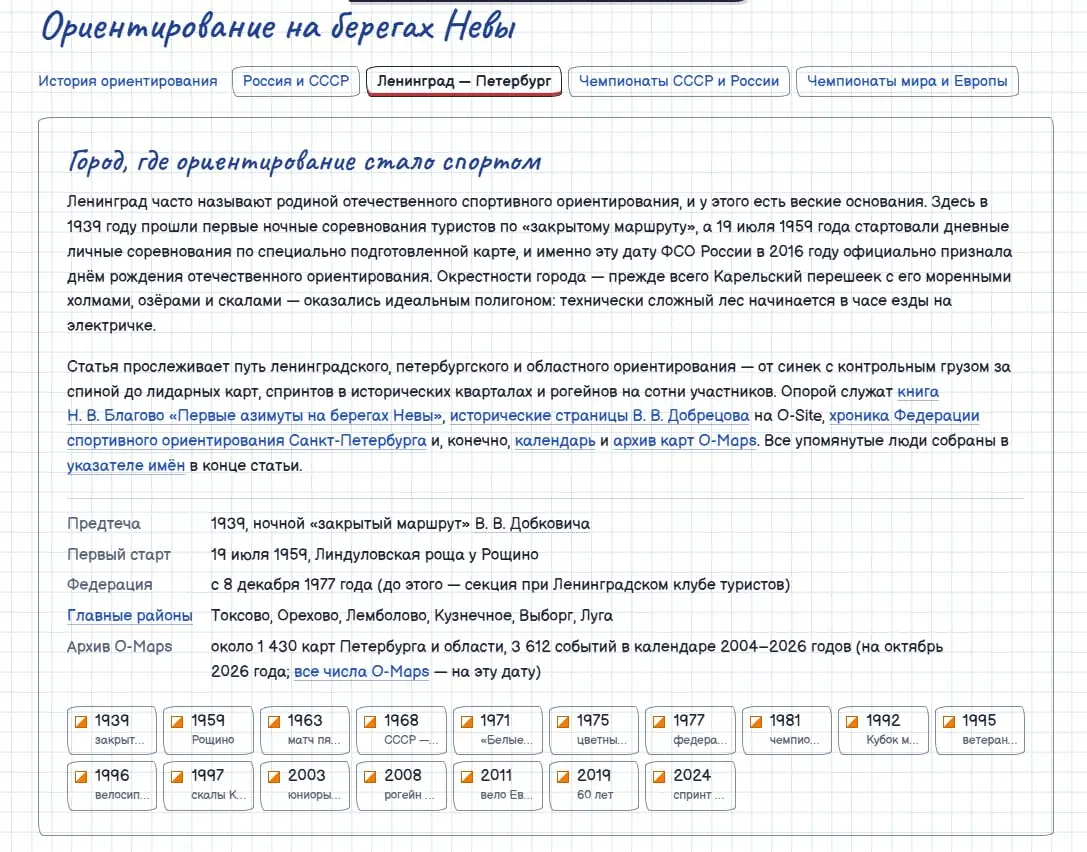 Ориентирование на берегах Невы
История ориентирования Россия и СССР Ленинград — Петербург Чемпионаты СССР и России Чемпионаты мира и Европы
Город, где ориентирование стало спортом
Ленинград часто называют родиной отечественного спортивного ориентирования, и у этого есть веские основания. Здесь в
1939 году прошли первые ночные соревнования туристов по «закрытому маршруту», а 19 июля 1959 года стартовали дневные
личные соревнования по специально подготовленной карте, и именно эту дату ФСО России в 2016 году официально признала
днём рождения отечественного ориентирования. Окрестности города — прежде всего Карельский перешеек с его моренными
холмами, озёрами и скалами — оказались идеальным полигоном: технически сложный лес начинается в часе езды на
электричке.
Статья прослеживает путь ленинградского, петербургского и областного ориентирования — от синек с контрольным грузом за
спиной до лидарных карт, спринтов в исторических кварталах и рогейнов на сотни участников. Опорой служат книга
Н. В. Благово «Первые азимуты на берегах Невы», исторические страницы В. В. Добрецова на O-Site, хроника Федерации
спортивного ориентирования Санкт-Петербурга и, конечно, календарь и архив карт O-Maps. Все упомянутые люди собраны в
указателе имён в конце статьи.
Предтеча 1939, ночной «закрытый маршрут» В. В. Добковича
Первый старт 19 июля 1959, Линдуловская роща у Рощино
Федерация с 8 декабря 1977 года (до этого — секция при Ленинградском клубе туристов)
Главные районы Токсово, Орехово, Лемболово, Кузнечное, Выборг, Луга
Архив O-Maps около 1 430 карт Петербурга и области, 3 612 событий в календаре 2004–2026 годов (на октябрь
2026 года; все числа O-Maps — на эту дату)
1939 1959 1963 1968 1971 1975 1977 1981 1992 1995
закрыт... Рощино матч пя... СССР —... «Белые... цветны... федера... чемпио... Кубок м... ветеран...
1996 1997 2003 2008 2011 2019 2024
велосип... скалы К... юниоры... рогейн ... вело Ев... 60 лет спринт ...